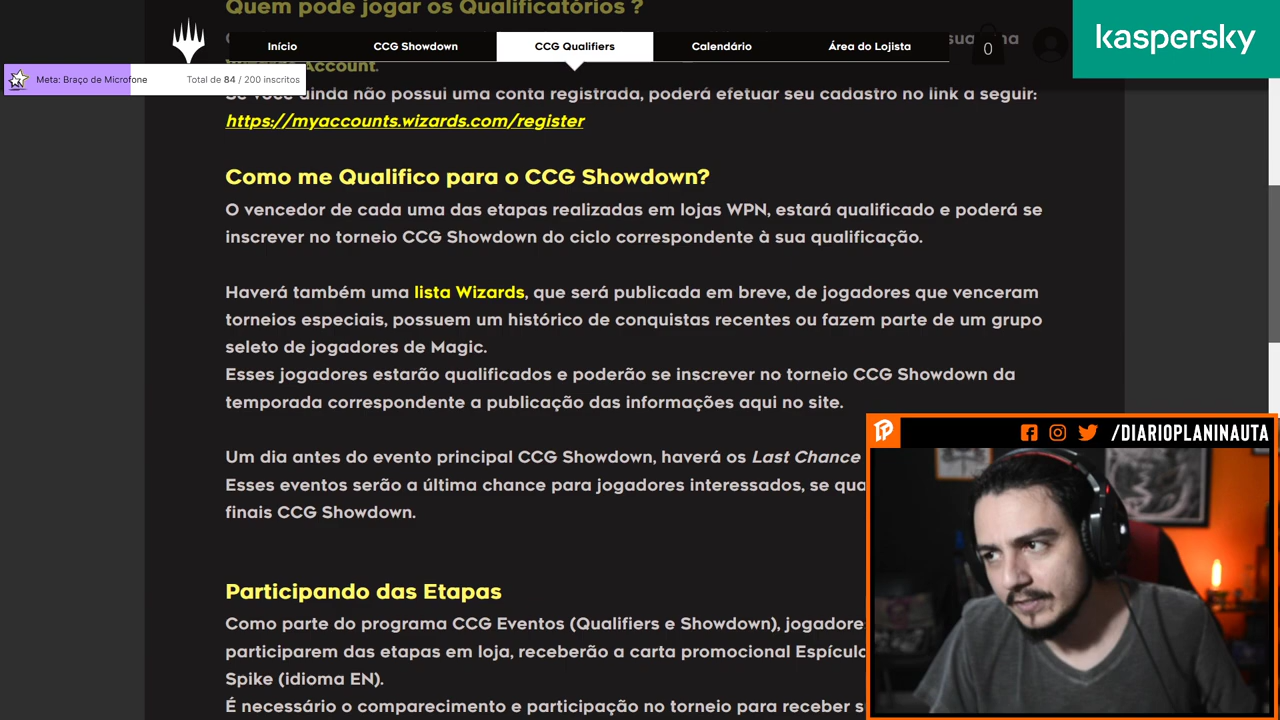 Quem pode jogar os Qualificatórios ?
Início
CCG Showdown
CCG Qualifiers
Calendário
Área do Lojista
0
kaspersky
sua
Account.
Meta: Braço de Microfone
Total de 84 / 200 inscritos
Se você ainda não possui uma conta registrada, poderá efetuar seu cadastro no link a seguir:
https://myaccounts.wizards.com/register
Como me Qualifico para o CCG Showdown?
O vencedor de cada uma das etapas realizadas em lojas WPN, estará qualificado e poderá se
inscrever no torneio CCG Showdown do ciclo correspondente à sua qualificação.
Haverá também uma lista Wizards, que será publicada em breve, de jogadores que venceram
torneios especiais, possuem um histórico de conquistas recentes ou fazem parte de um grupo
seleto de jogadores de Magic.
Esses jogadores estarão qualificados e poderão se inscrever no torneio CCG Showdown da
temporada correspondente a publicação das informações aqui no site.
Um dia antes do evento principal CCG Showdown, haverá os Last Chance
Esses eventos serão a última chance para jogadores interessados, se qua
finais CCG Showdown.
/DIARIOPLANINAUTA
Participando das Etapas
Como parte do programa CCG Eventos (Qualifiers e Showdown), jogadore
participarem das etapas em loja, receberão a carta promocional Espículo
Spike (idioma EN).
É necessário o comparecimento e participação no torneio para receber s